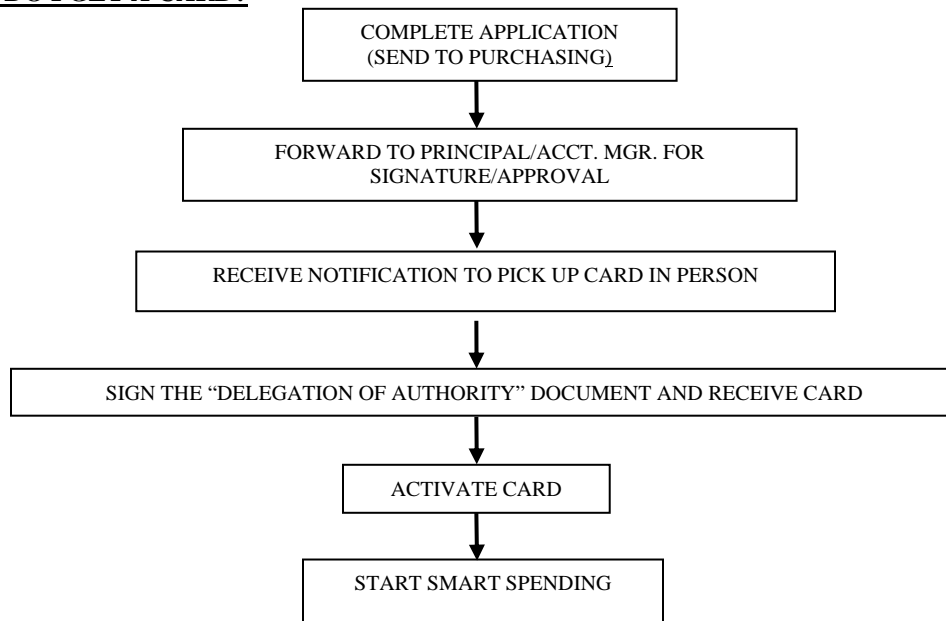 COMPLETE APPLICATION
(SEND TO PURCHASING)
FORWARD TO PRINCIPAL/ACCT. MGR. FOR
SIGNATURE/APPROVAL
RECEIVE NOTIFICATION TO PICK UP CARD IN PERSON
SIGN THE “DELEGATION OF AUTHORITY” DOCUMENT AND RECEIVE CARD
ACTIVATE CARD
START SMART SPENDING